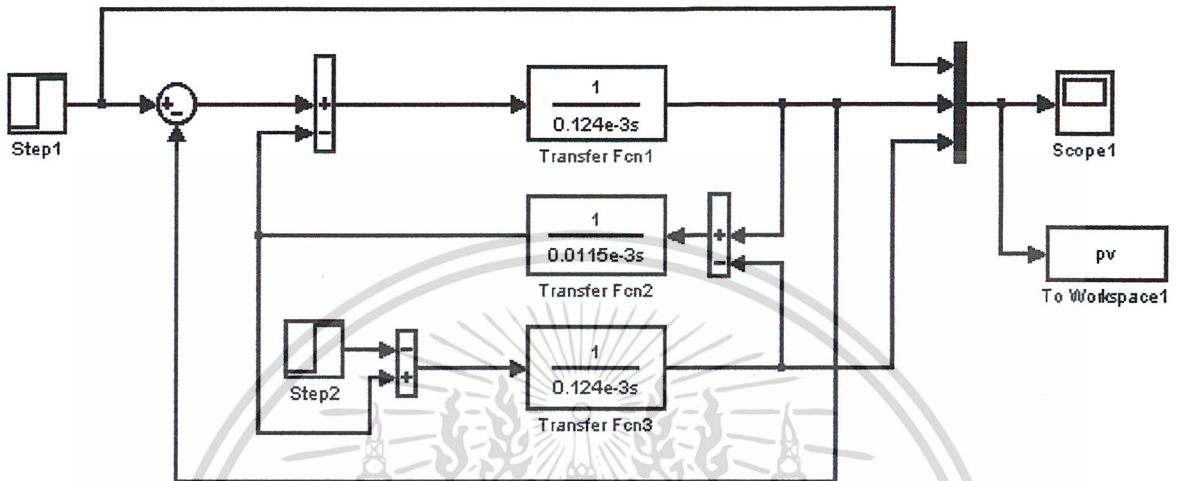 Step1
+
−
+
−
1
0.124e-3s
Transfer Fcn1
Scope1
1
0.0115e-3s
Transfer Fcn2
+
−
pv
To Workspace1
Step2
−
+
1
0.124e-3s
Transfer Fcn3